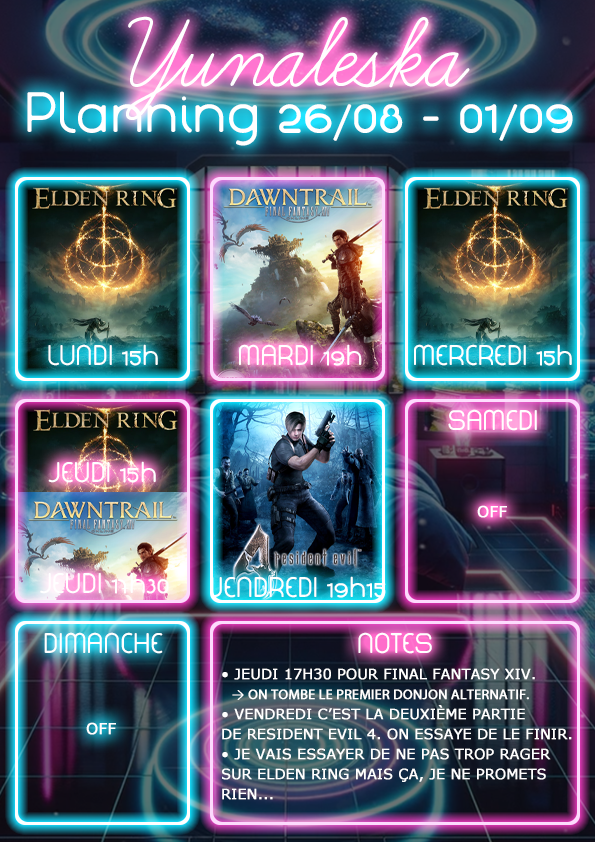 Yunaleska
Planning 26/08 - 01/09
ELDEN RING
LUNDI 15h
DAWNTRAIL
FINAL FANTASY XIV
MARDI 19h
ELDEN RING
MERCREDI 15h
ELDEN RING
JEUDI 15h
DAWNTRAIL
FINAL FANTASY XIV
JEUDI 17h30
4 resident evil
VENDREDI 19h15
SAMEDI
OFF
DIMANCHE
OFF
NOTES
• JEUDI 17H30 POUR FINAL FANTASY XIV.
→ ON TOMBE LE PREMIER DONJON ALTERNATIF.
• VENDREDI C'EST LA DEUXIÈME PARTIE
DE RESIDENT EVIL 4. ON ESSAYE DE LE FINIR.
• JE VAIS ESSAYER DE NE PAS TROP RAGER
SUR ELDEN RING MAIS ÇA, JE NE PROMETS
RIEN...